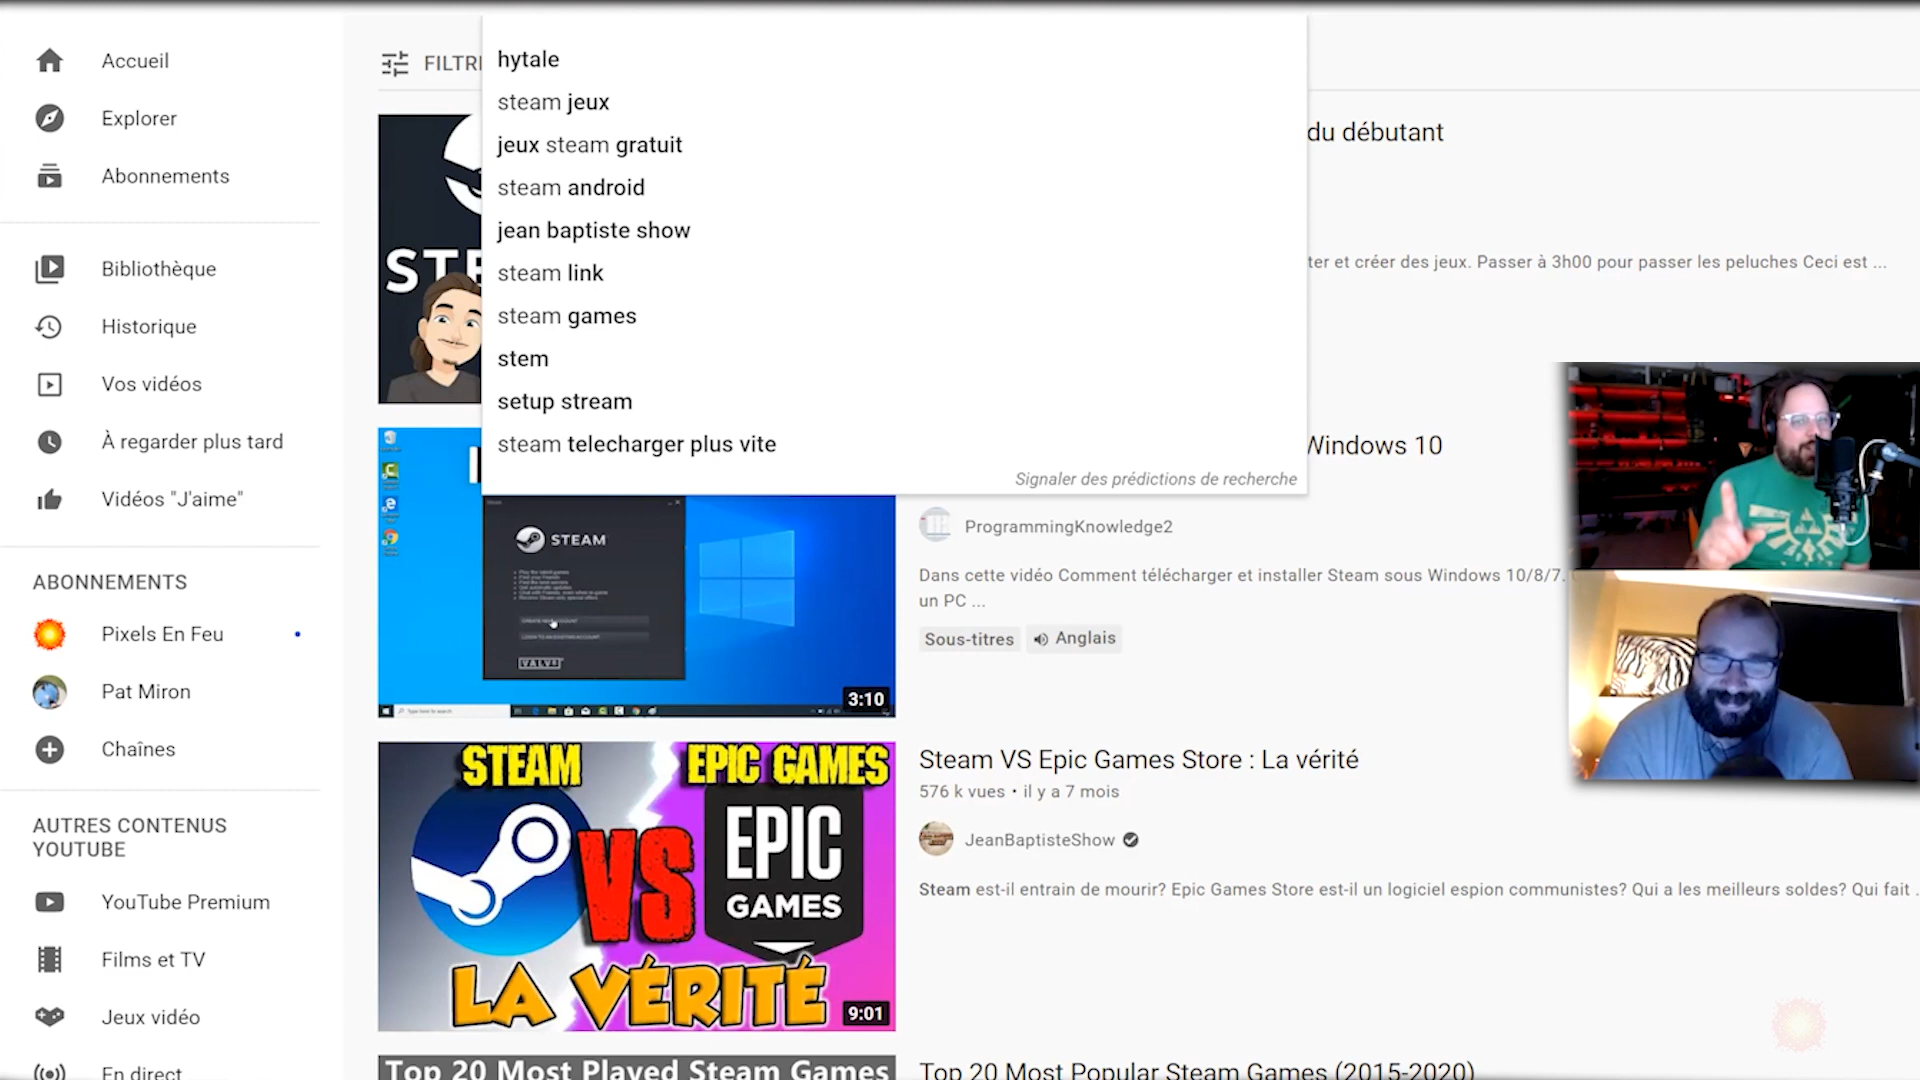 Accueil
Explorer
Abonnements
Bibliothèque
Historique
Vos vidéos
À regarder plus tard
Vidéos "J'aime"
ABONNEMENTS
Pixels En Feu
Pat Miron
Chaînes
AUTRES CONTENUS
YOUTUBE
YouTube Premium
Films et TV
Jeux vidéo
En direct
FILTR
hytale
steam jeux
jeux steam gratuit
steam android
jean baptiste show
steam link
steam games
stem
setup stream
steam telecharger plus vite
Signaler des prédictions de recherche
STE
du débutant
ter et créer des jeux. Passer à 3h00 pour passer les peluches Ceci est ...
STEAM
VALVE
3:10
Windows 10
ProgrammingKnowledge2
Dans cette vidéo Comment télécharger et installer Steam sous Windows 10/8/7.
un PC ...
Sous-titres
Anglais
STEAM
EPIC GAMES
VS
EPIC
GAMES
LA VÉRITÉ
9:01
Steam VS Epic Games Store : La vérité
576 k vues • il y a 7 mois
JeanBaptisteShow
Steam est-il entrain de mourir? Epic Games Store est-il un logiciel espion communistes? Qui a les meilleurs soldes? Qui fait
Top 20 Most Played Steam Games
Top 20 Most Popular Steam Games (2015-2020)